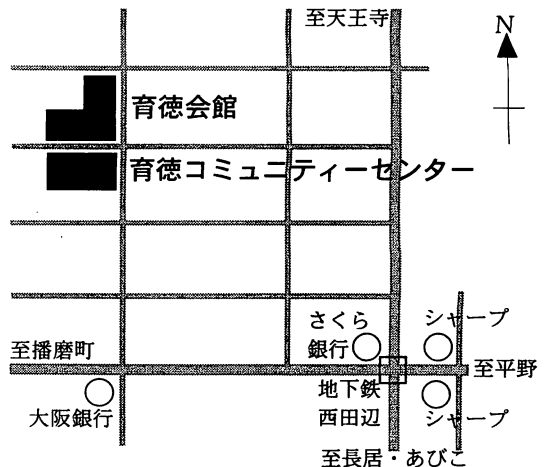 至天王寺
N
育徳会館
育徳コミュニティーセンター
さくら
銀行
シャープ
至播磨町
至平野
地下鉄
西田辺
大阪銀行
シャープ
至長居・あびこ